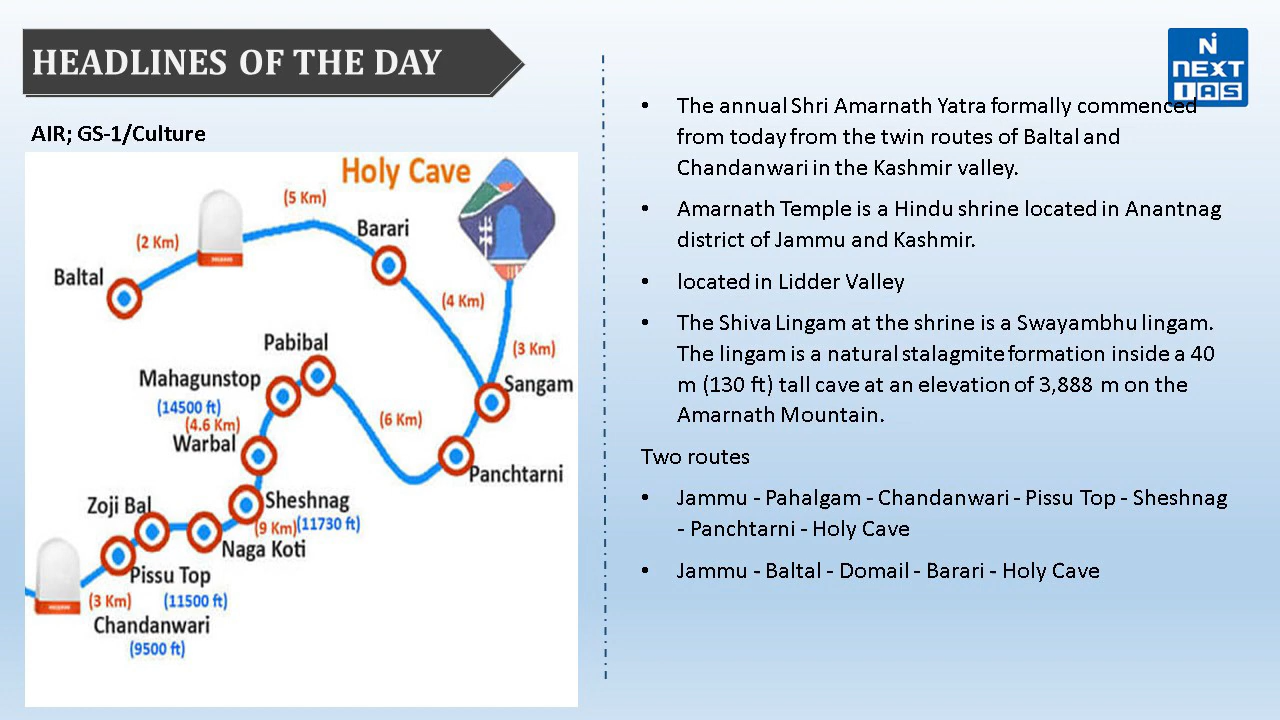 HEADLINES OF THE DAY
AIR; GS-1/Culture
Holy Cave
(5 Km)
(2 Km)
Barari
Baltal
(4 Km)
(3 Km)
Pabibal
Mahagunstop
(14500 ft)
(4.6 Km)
Sangam
(6 Km)
Warbal
Panchtarni
Zoji Bal
Sheshnag
(9 Km)(11730 ft)
Naga Koti
Pissu Top
(3 Km) (11500 ft)
Chandanwari
(9500 ft)
N
NEXT
IAS
• The annual Shri Amarnath Yatra formally commenced
from today from the twin routes of Baltal and
Chandanwari in the Kashmir valley.
• Amarnath Temple is a Hindu shrine located in Anantnag
district of Jammu and Kashmir.
• located in Lidder Valley
• The Shiva Lingam at the shrine is a Swayambhu lingam.
The lingam is a natural stalagmite formation inside a 40
m (130 ft) tall cave at an elevation of 3,888 m on the
Amarnath Mountain.
Two routes
• Jammu - Pahalgam - Chandanwari - Pissu Top - Sheshnag
- Panchtarni - Holy Cave
• Jammu - Baltal - Domail - Barari - Holy Cave